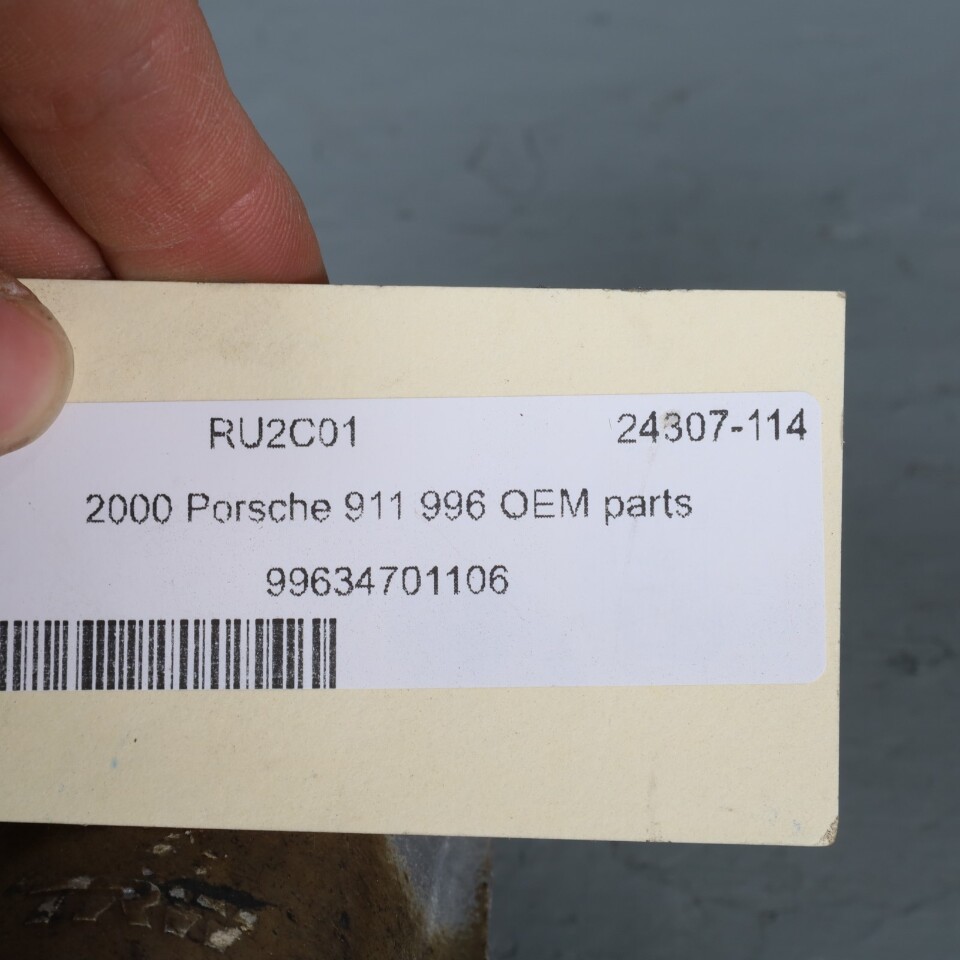 RU2C01 24307-114
2000 Porsche 911 996 OEM parts
99634701106